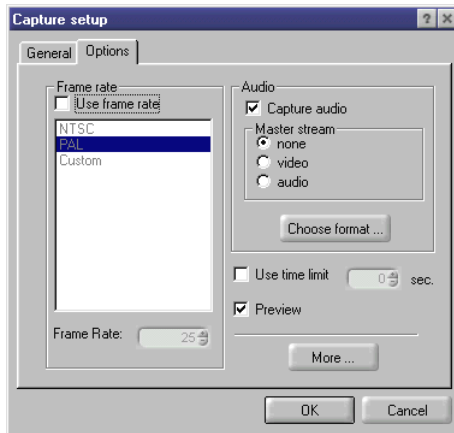 Capture setup
General
Options
Frame rate
Use frame rate
NTSC
PAL
Custom
Frame Rate:
25
Audio
Capture audio
Master stream
none
video
audio
Choose format ...
Use time limit
0
sec.
Preview
More ...
OK
Cancel